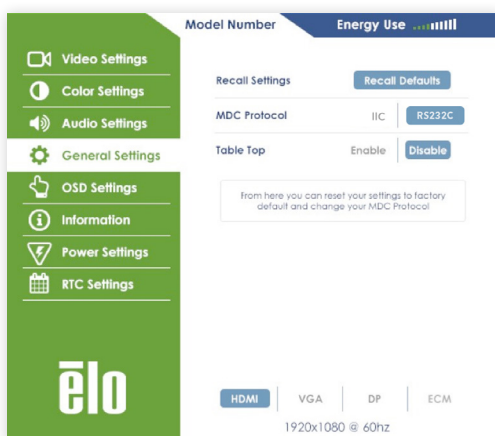 Model Number
Energy Use
Video Settings
Color Settings
Audio Settings
General Settings
OSD Settings
Information
Power Settings
RTC Settings
elo
Recall Settings Recall Defaults
MDC Protocol IIC RS232C
Table Top Enable Disable
From here you can reset your settings to factory
default and change your MDC Protocol
HDMI VGA DP ECM
1920x1080 @ 60hz